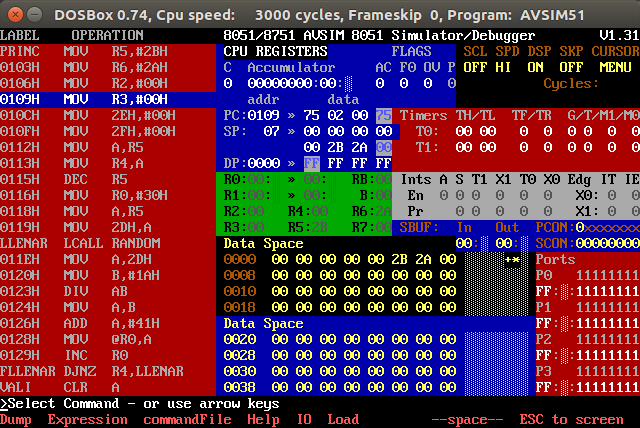 DOSBox 0.74, Cpu speed: 3000 cycles, Frameskip 0, Program: AVSIM51
LABEL OPERATION 8051/8751 AVSIM 8051 Simulator/Debugger V1.31
PRINC MOV R5,#2BH CPU REGISTERS FLAGS SCL SPD DSP SKP CURSOR
0103H MOV R6,#2AH C Accumulator AC F0 OV P OFF HI ON OFF MENU
0106H MOV R2,#00H 0 00000000:00: 0 0 0 0 Cycles:
0109H MOV R3,#00H addr data
010CH MOV 2EH,#00H PC:0109 » 75 02 00 75 Timers TH/TL TF/TR G/T/M1/M0
010FH MOV 2FH,#00H SP: 07 » 00 00 00 00 T0: 00 00 0 0 0 0 0 0
0112H MOV A,R5 00 2B 2A 00 T1: 00 00 0 0 0 0 0 0
0113H MOV R4,A DP:0000 » FF FF FF FF
0115H DEC R5 R0:00: » 00: RB:00: Ints A S T1 X1 T0 X0 Edg IT IE
0116H MOV R0,#30H R1:00: » 00: B:00: En 0 0 0 0 0 0 X0: 0 0
0118H MOV A,R5 R2:00: R4:00: R6:2A: Pr 0 0 0 0 0 X1: 0 0
0119H MOV 2DH,A R3:00: R5:2B: R7:00: SBUF: In Out PCON:0xxxxxxx
LLENAR LCALL RANDOM Data Space 00: 00: SCON:00000000
011EH MOV A,2DH 0000 00 00 00 00 00 2B 2A 00 +* Ports
0120H MOV B,#1AH 0008 00 00 00 00 00 00 00 00 P0 11111111
0123H DIV AB 0010 00 00 00 00 00 00 00 00 FF: :11111111
0124H MOV A,B 0018 00 00 00 00 00 00 00 00 P1 11111111
0126H ADD A,#41H Data Space FF: :11111111
0128H MOV @R0,A 0020 00 00 00 00 00 00 00 00 P2 11111111
0129H INC R0 0028 00 00 00 00 00 00 00 00 FF: :11111111
FLLENAR DJNZ R4,LLENAR 0030 00 00 00 00 00 00 00 00 P3 11111111
VALI CLR A 0038 00 00 00 00 00 00 00 00 FF: :11111111
>Select Command - or use arrow keys
Dump Expression commandFile Help IO Load --space-- ESC to screen